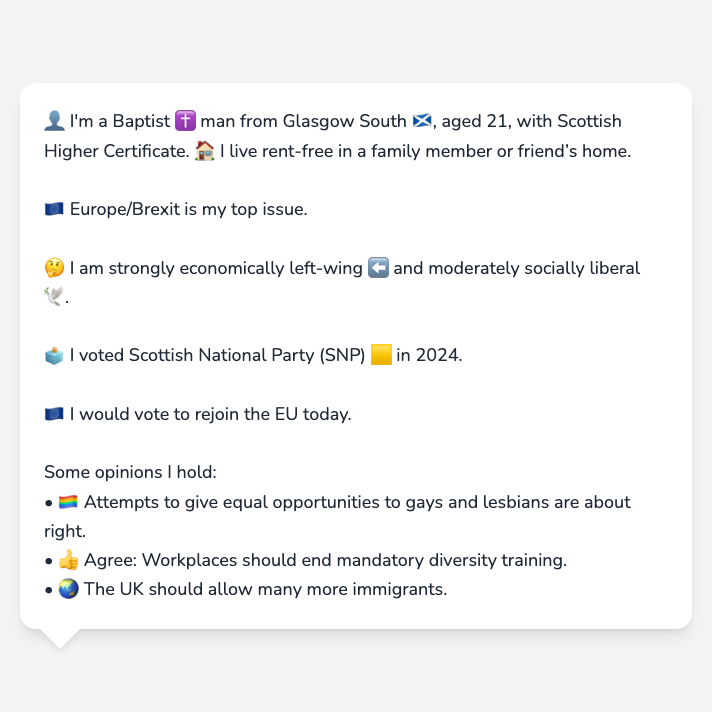 👤 I'm a Baptist ✝️ man from Glasgow South 🏴󠁧󠁢󠁳󠁣󠁴󠁿, aged 21, with Scottish
Higher Certificate. 🏠 I live rent-free in a family member or friend’s home.
🇪🇺 Europe/Brexit is my top issue.
🤔 I am strongly economically left-wing ⬅️ and moderately socially liberal
🕊️.
🗳️ I voted Scottish National Party (SNP) 🟨 in 2024.
🇪🇺 I would vote to rejoin the EU today.
Some opinions I hold:
• 🏳️‍🌈 Attempts to give equal opportunities to gays and lesbians are about
right.
• 👍 Agree: Workplaces should end mandatory diversity training.
• 🌏 The UK should allow many more immigrants.